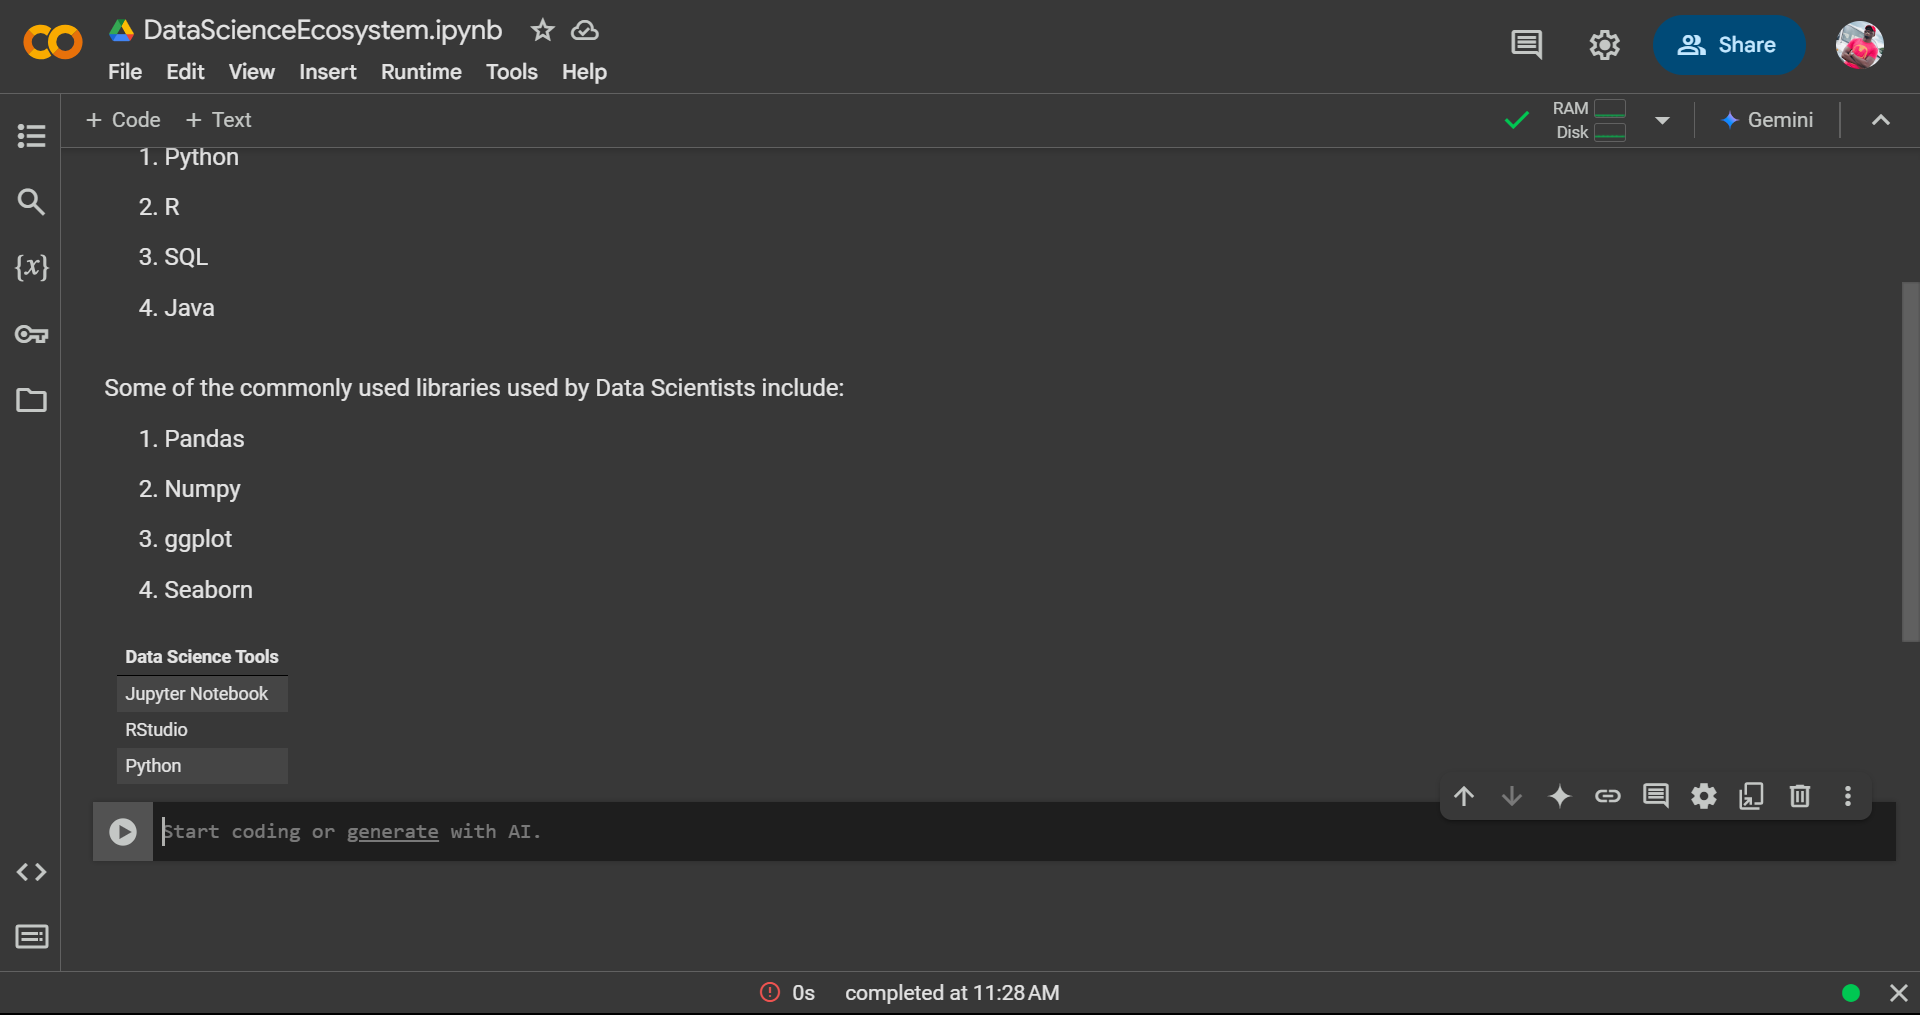 DataScienceEcosystem.ipynb
File Edit View Insert Runtime Tools Help
Share
+ Code + Text
RAM
Disk
Gemini
{x}
1. Python
2. R
3. SQL
4. Java
Some of the commonly used libraries used by Data Scientists include:
1. Pandas
2. Numpy
3. ggplot
4. Seaborn
Data Science Tools
Jupyter Notebook
RStudio
Python
Start coding or generate with AI.
0s completed at 11:28 AM